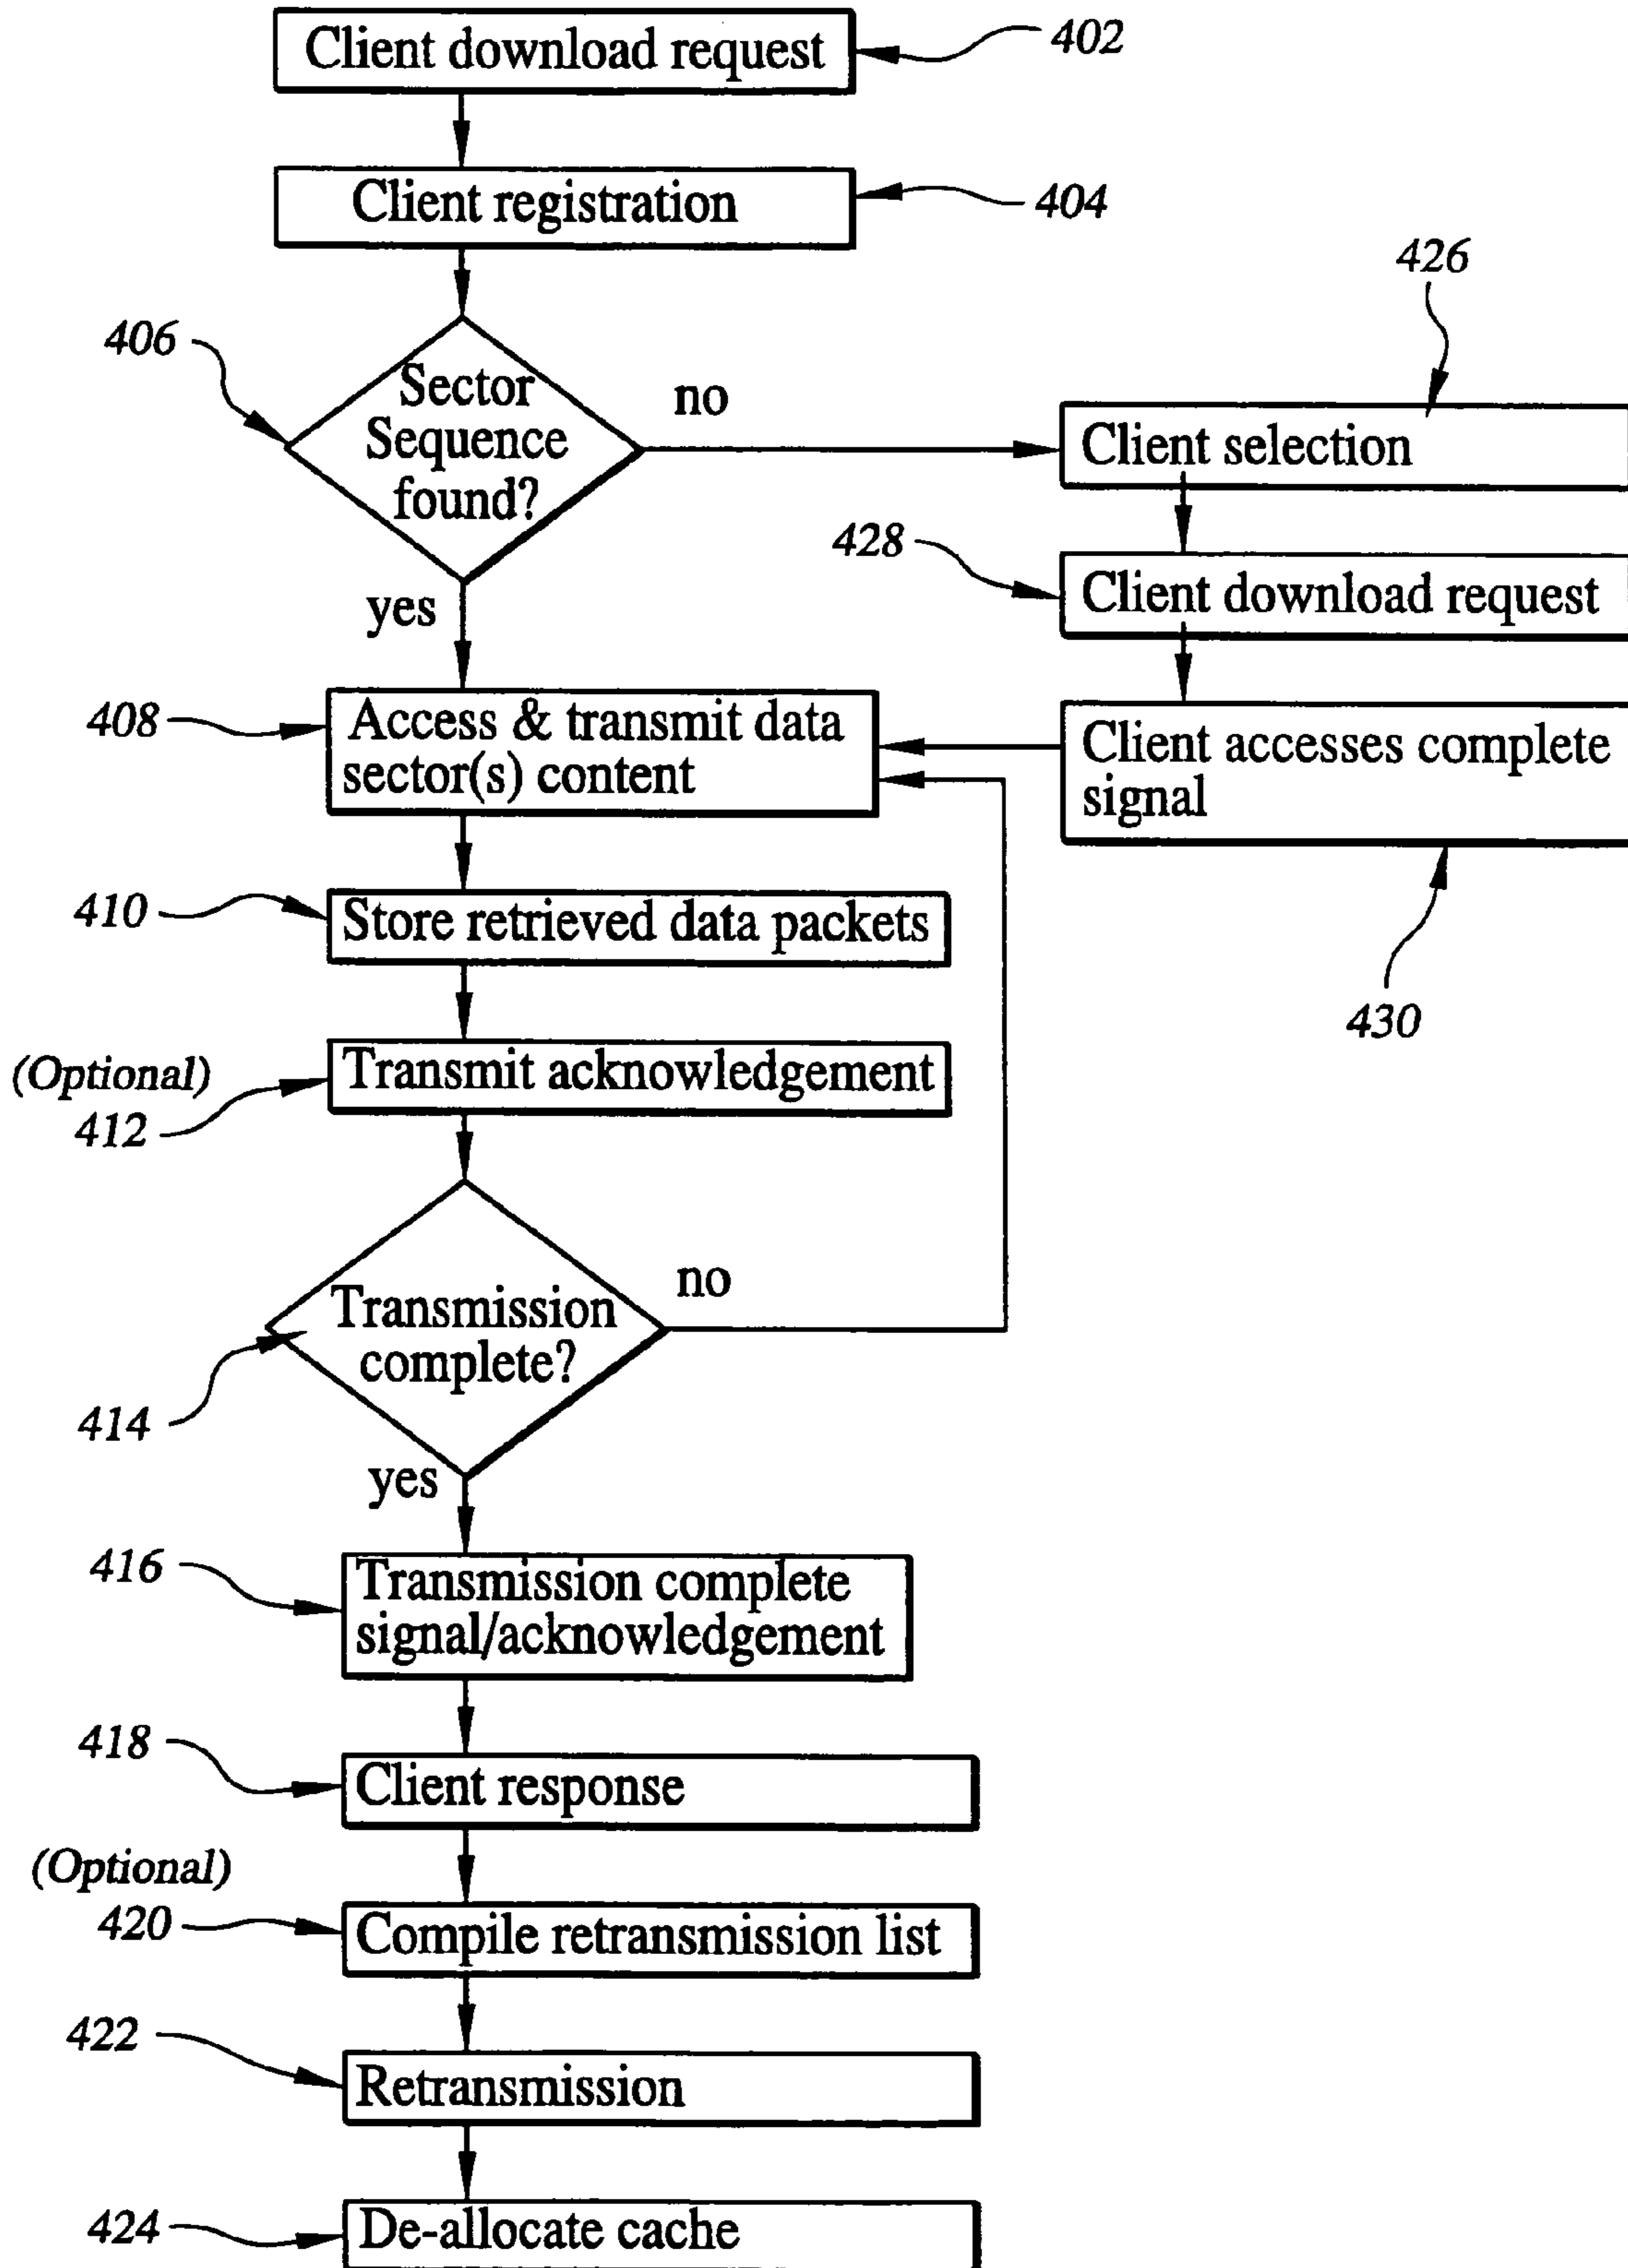 Client download request
402
Client registration
404
406
Sector
Sequence
found?
no
yes
426
Client selection
428
Client download request
Client accesses complete
signal
430
408
Access & transmit data
sector(s) content
410
Store retrieved data packets
(Optional)
412
Transmit acknowledgement
414
Transmission
complete?
no
yes
416
Transmission complete
signal/acknowledgement
418
Client response
(Optional)
420
Compile retransmission list
422
Retransmission
424
De-allocate cache